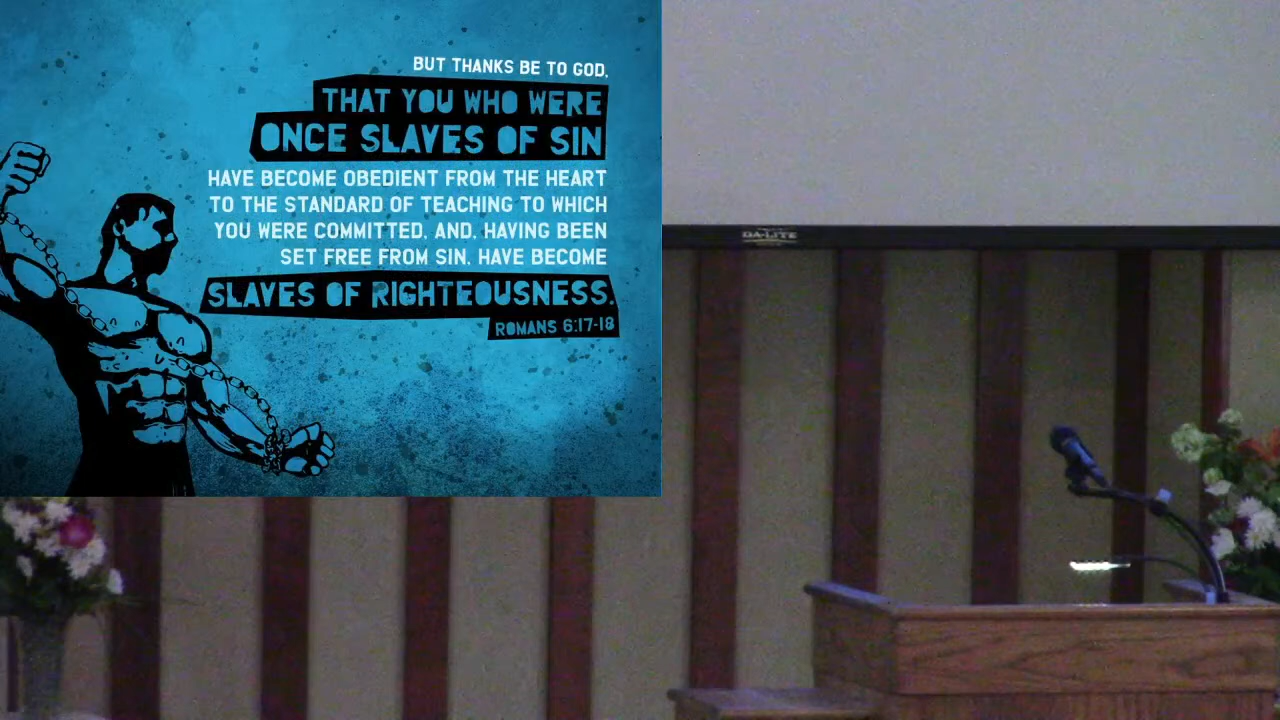 BUT THANKS BE TO GOD,
THAT YOU WHO WERE
ONCE SLAVES OF SIN
HAVE BECOME OBEDIENT FROM THE HEART
TO THE STANDARD OF TEACHING TO WHICH
YOU WERE COMMITTED, AND, HAVING BEEN
SET FREE FROM SIN, HAVE BECOME
SLAVES OF RIGHTEOUSNESS.
ROMANS 6:17-18
DA-LITE